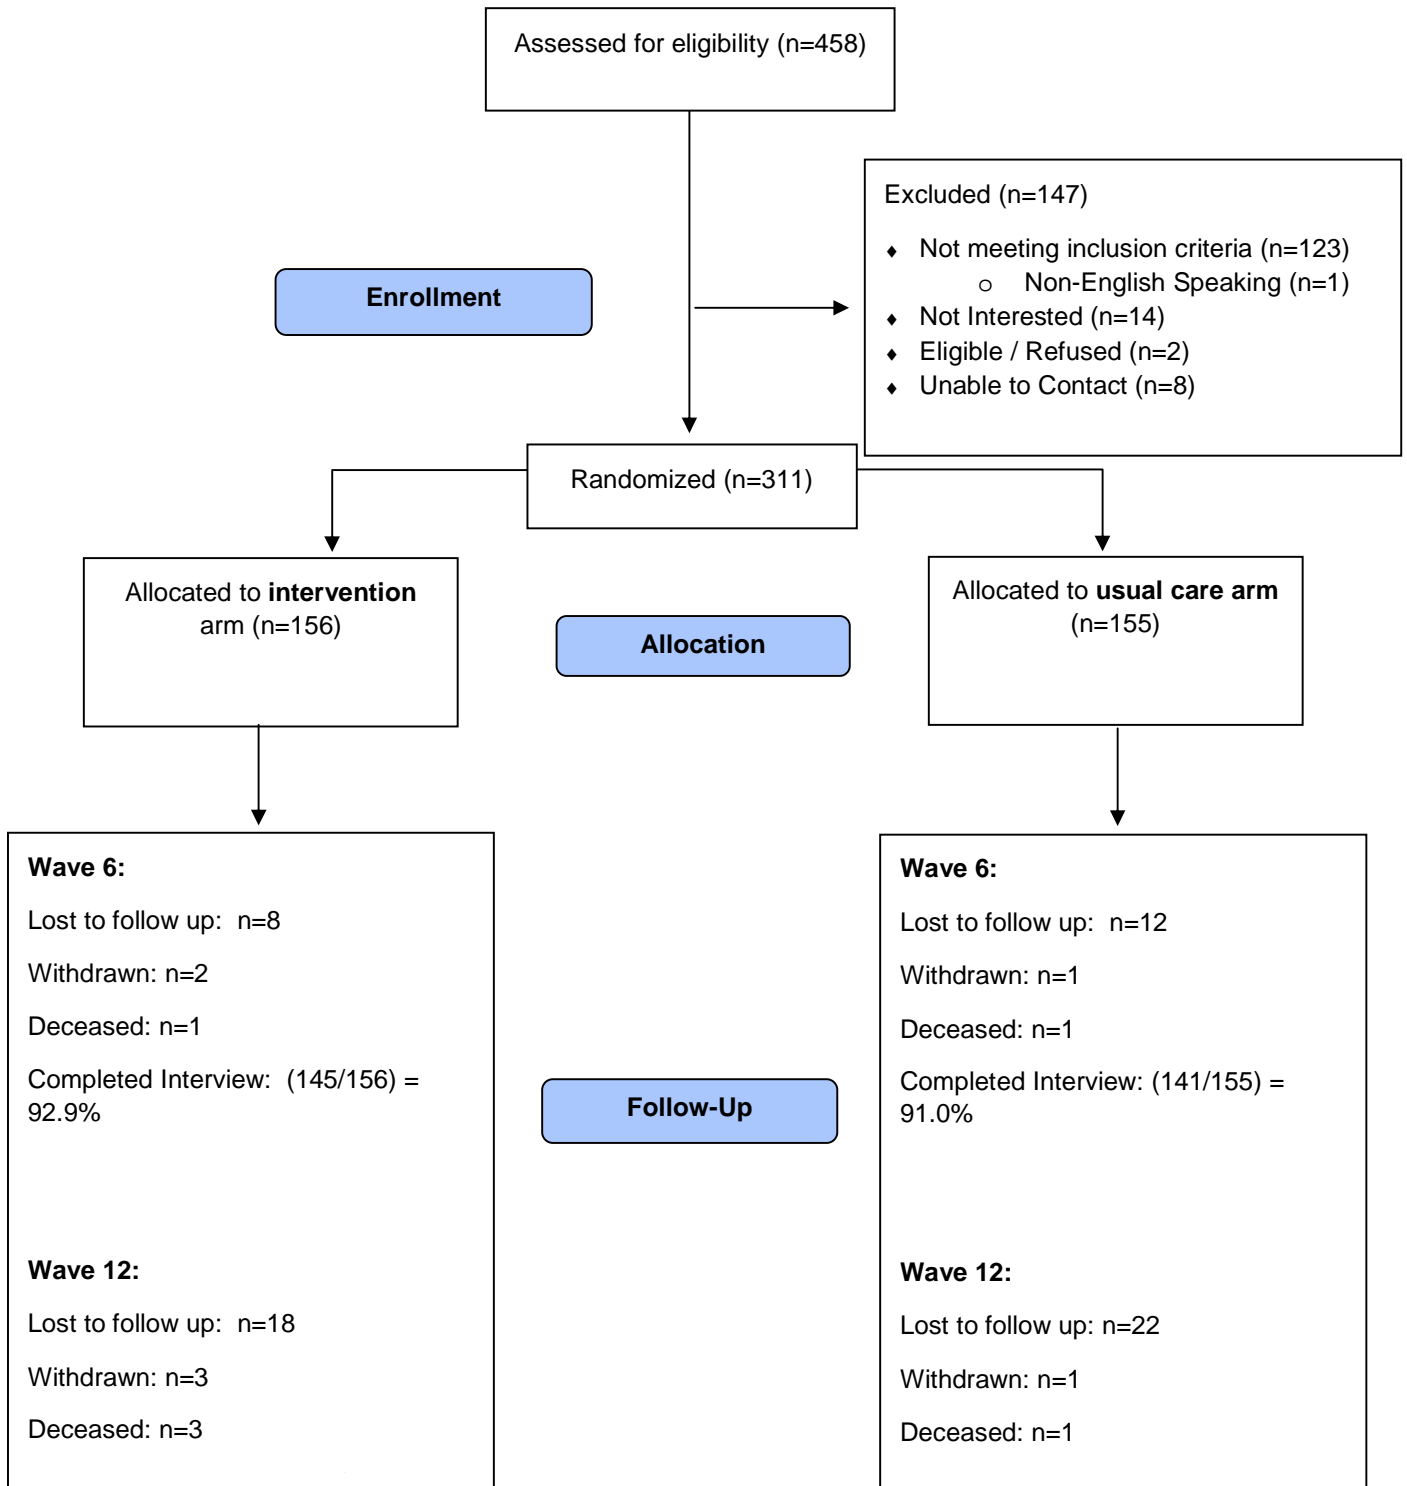 Assessed for eligibility (n=458)
Excluded (n=147)
♦ Not meeting inclusion criteria (n=123)
o Non-English Speaking (n=1)
♦ Not Interested (n=14)
♦ Eligible / Refused (n=2)
♦ Unable to Contact (n=8)
Enrollment
Randomized (n=311)
Allocated to intervention
arm (n=156)
Allocated to usual care arm
(n=155)
Allocation
Wave 6:
Lost to follow up: n=8
Withdrawn: n=2
Deceased: n=1
Completed Interview: (145/156) =
92.9%
Wave 12:
Lost to follow up: n=18
Withdrawn: n=3
Deceased: n=3
Follow-Up
Wave 6:
Lost to follow up: n=12
Withdrawn: n=1
Deceased: n=1
Completed Interview: (141/155) =
91.0%
Wave 12:
Lost to follow up: n=22
Withdrawn: n=1
Deceased: n=1